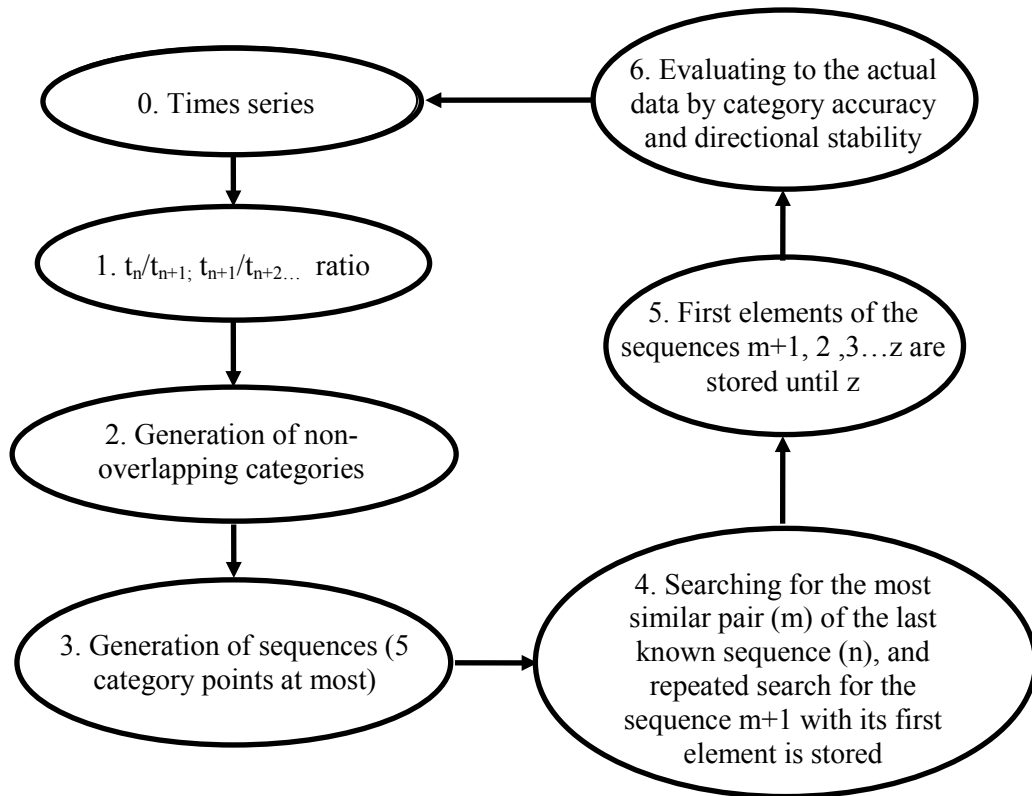 0. Times series
1. tn/tn+1; tn+1/tn+2... ratio
2. Generation of non-
overlapping categories
3. Generation of sequences (5
category points at most)
4. Searching for the most
similar pair (m) of the last
known sequence (n), and
repeated search for the
sequence m+1 with its first
element is stored
5. First elements of the
sequences m+1, 2 ,3…z are
stored until z
6. Evaluating to the actual
data by category accuracy
and directional stability